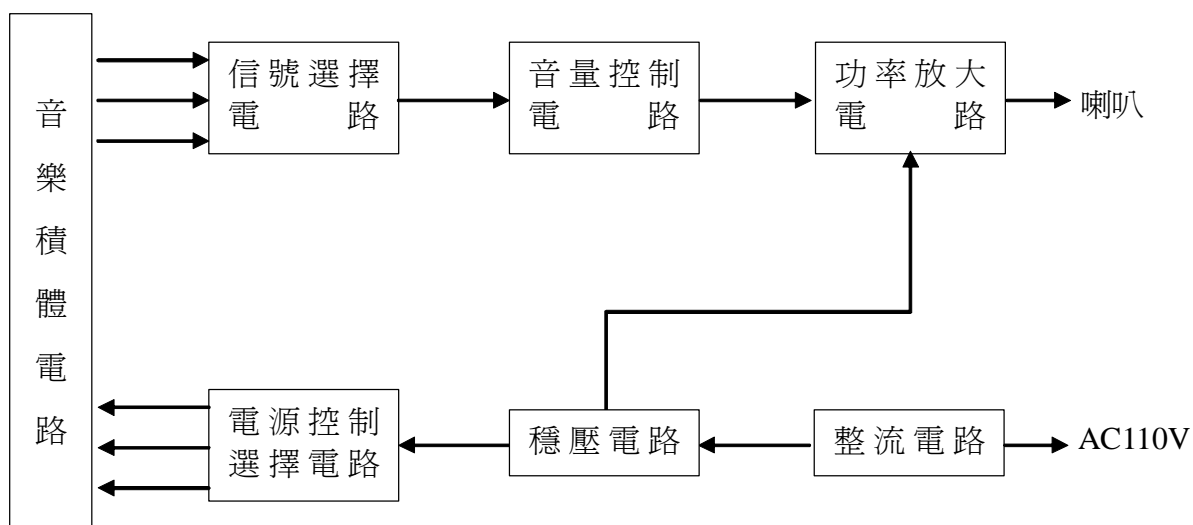 音樂積體電路
信號選擇
電路
音量控制
電路
功率放大
電路
喇叭
電源控制
選擇電路
穩壓電路
整流電路
AC110V